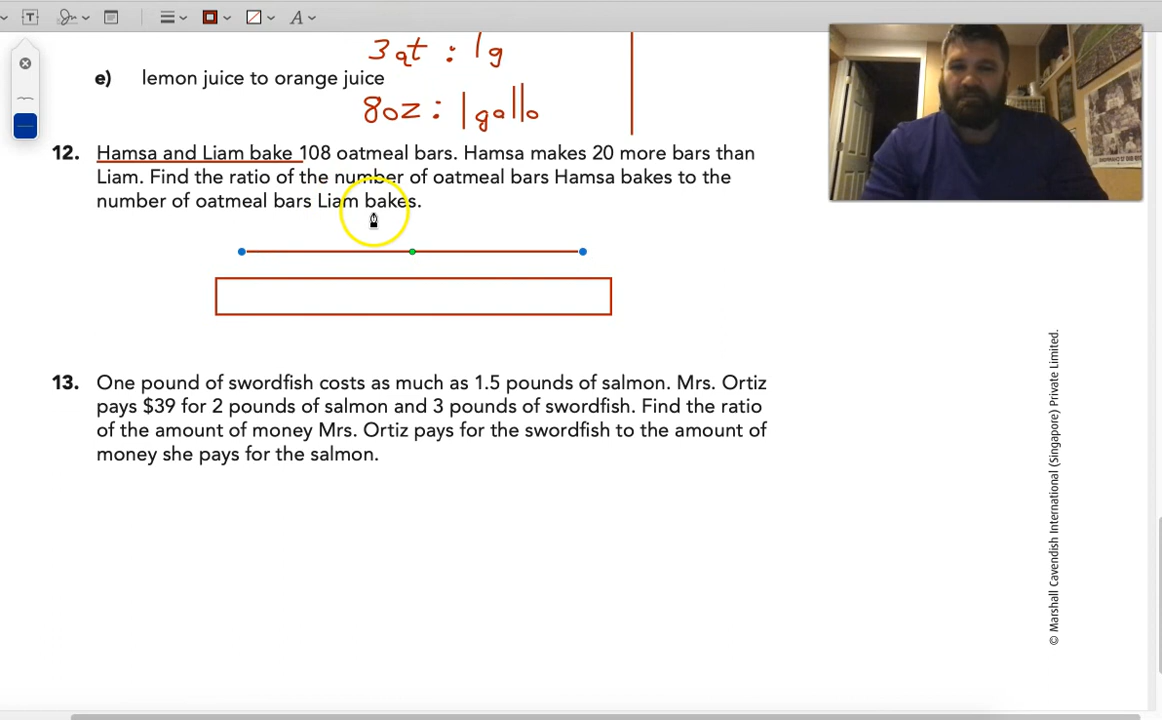 3 qt : 1g
e) lemon juice to orange juice
8oz : 1 gallo
12. Hamsa and Liam bake 108 oatmeal bars. Hamsa makes 20 more bars than
Liam. Find the ratio of the number of oatmeal bars Hamsa bakes to the
number of oatmeal bars Liam bakes.
13. One pound of swordfish costs as much as 1.5 pounds of salmon. Mrs. Ortiz
pays $39 for 2 pounds of salmon and 3 pounds of swordfish. Find the ratio
of the amount of money Mrs. Ortiz pays for the swordfish to the amount of
money she pays for the salmon.
© Marshall Cavendish International (Singapore) Private Limited.